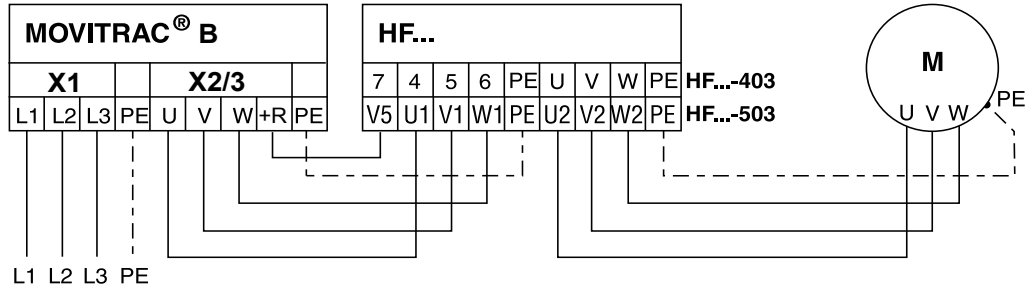 MOVITRAC® B
X1 X2/3
L1 L2 L3 PE U V W +R PE
HF...
7 4 5 6 PE U V W PE HF...-403
V5 U1 V1 W1 PE U2 V2 W2 PE HF...-503
M
U V W PE
L1 L2 L3 PE